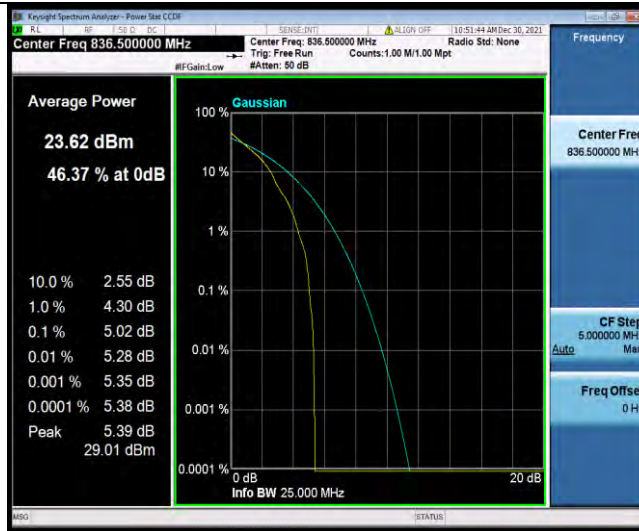 Keysight Spectrum Analyzer - Power Stat CCDF
RL RF 50 Ω DC SENSE:INT ALIGN OFF 10:51:44 AM Dec 30, 2021
Center Freq 836.500000 MHz
Center Freq: 836.500000 MHz Radio Std: None
Trig: Free Run Counts:1.00 M/1.00 Mpt
#IFGain:Low #Atten: 50 dB
Frequency
Average Power
23.62 dBm
46.37 % at 0dB
10.0 % 2.55 dB
1.0 % 4.30 dB
0.1 % 5.02 dB
0.01 % 5.28 dB
0.001 % 5.35 dB
0.0001 % 5.38 dB
Peak 5.39 dB
29.01 dBm
Gaussian
100 %
10 %
1 %
0.1 %
0.01 %
0.001 %
0.0001 %
0 dB 20 dB
Info BW 25.000 MHz
Center Fre
836.500000 MH
CF Step
5.000000 MH
Auto Ma
Freq Offse
0 H
MSG STATUS